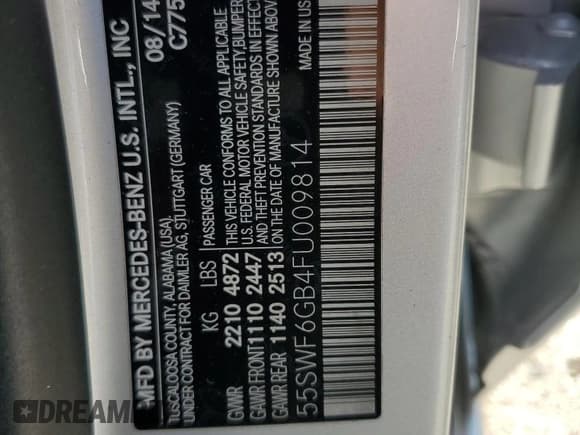 MFD BY MERCEDES-BENZ U.S. INTL., INC
TUSCALOOSA COUNTY, ALABAMA (USA)
UNDER CONTRACT FOR DAIMLER AG, STUTTGART (GERMANY)
08/14
C775
KG LBS PASSENGER CAR
GVWR 2210 4872
GAWR FRONT 1110 2447
GAWR 1140 2513
THIS VEHICLE CONFORMS TO ALL APPLICABLE
U.S. FEDERAL MOTOR VEHICLE SAFETY, BUMPER
AND THEFT PREVENTION STANDARDS IN EFFECT
ON THE DATE OF MANUFACTURE SHOWN ABOVE
55SWF6GB4FU009814
MADE IN US